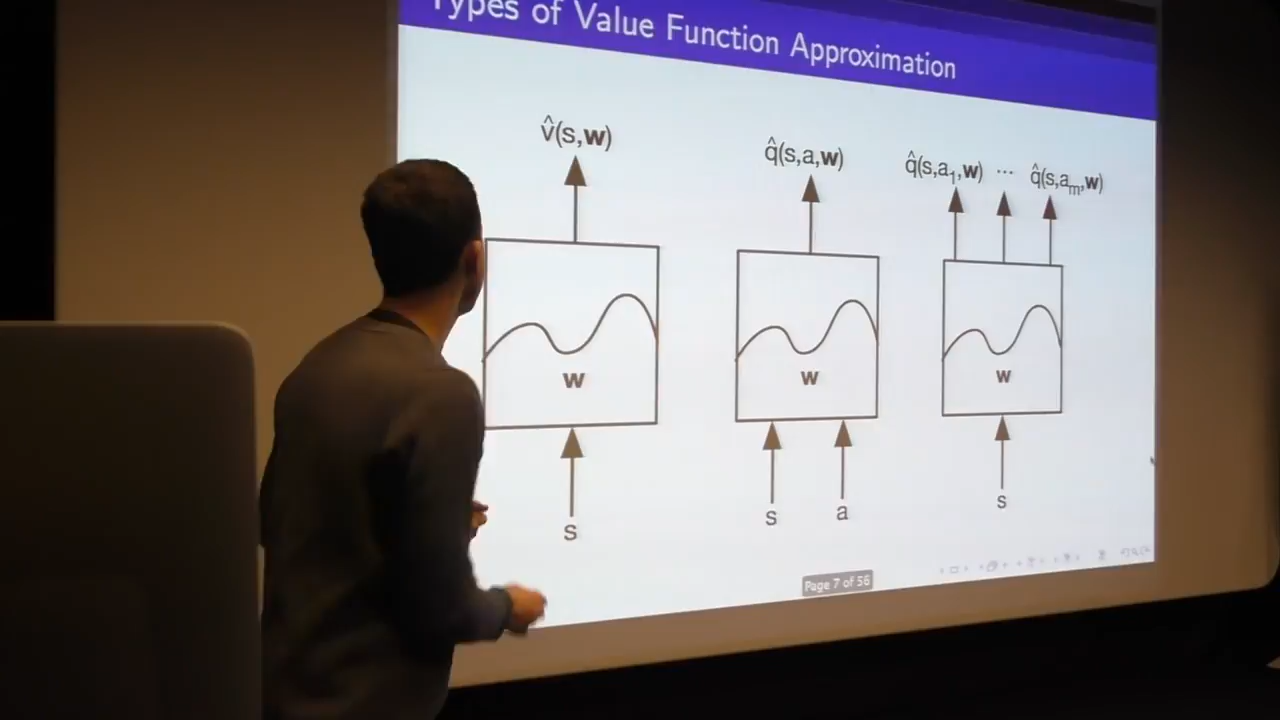 Types of Value Function Approximation
v̂(s,w) q̂(s,a,w) q̂(s,a₁,w) ··· q̂(s,aₘ,w)
w w w
s s a s
Page 7 of 56